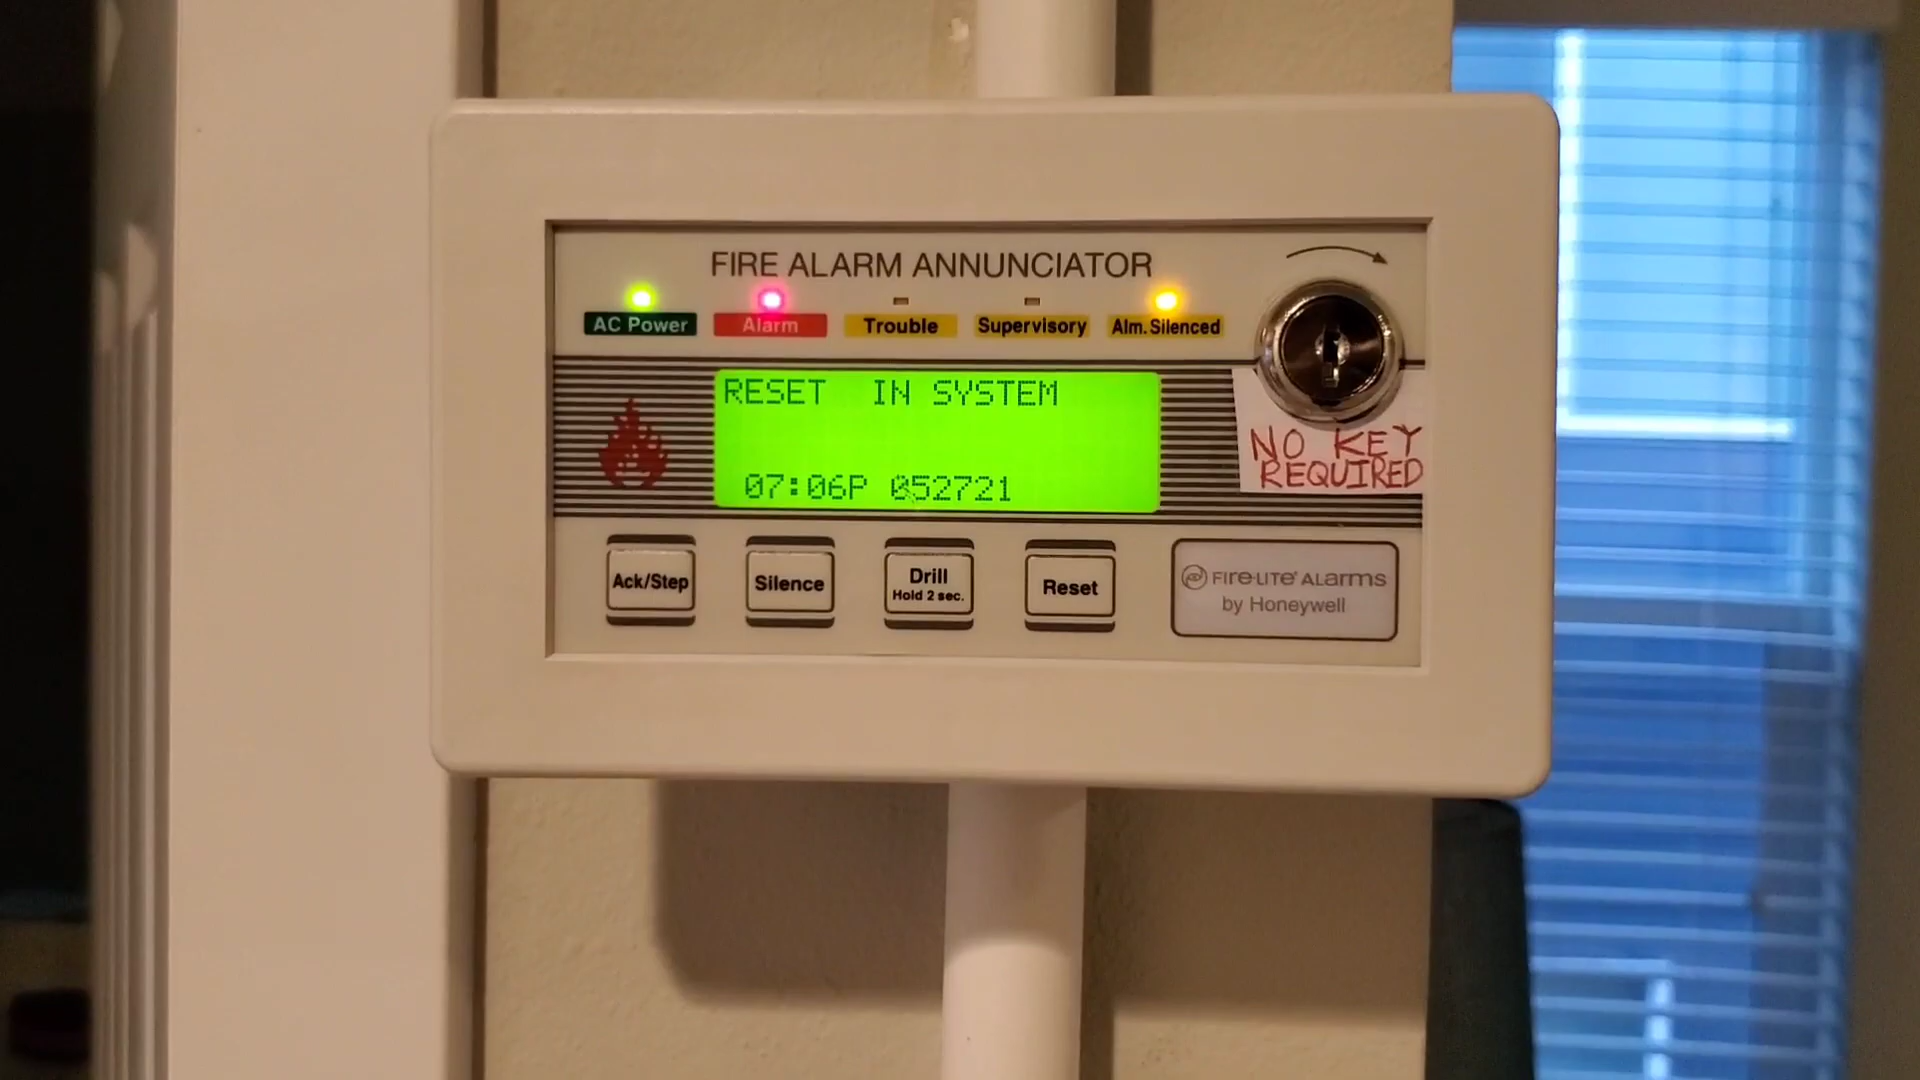 FIRE ALARM ANNUNCIATOR
AC Power
Alarm
Trouble
Supervisory
Alm. Silenced
RESET IN SYSTEM
07:06P 052721
NO KEY
REQUIRED
Ack/Step
Silence
Drill
Hold 2 sec.
Reset
FIRE•LITE® ALARMS
by Honeywell